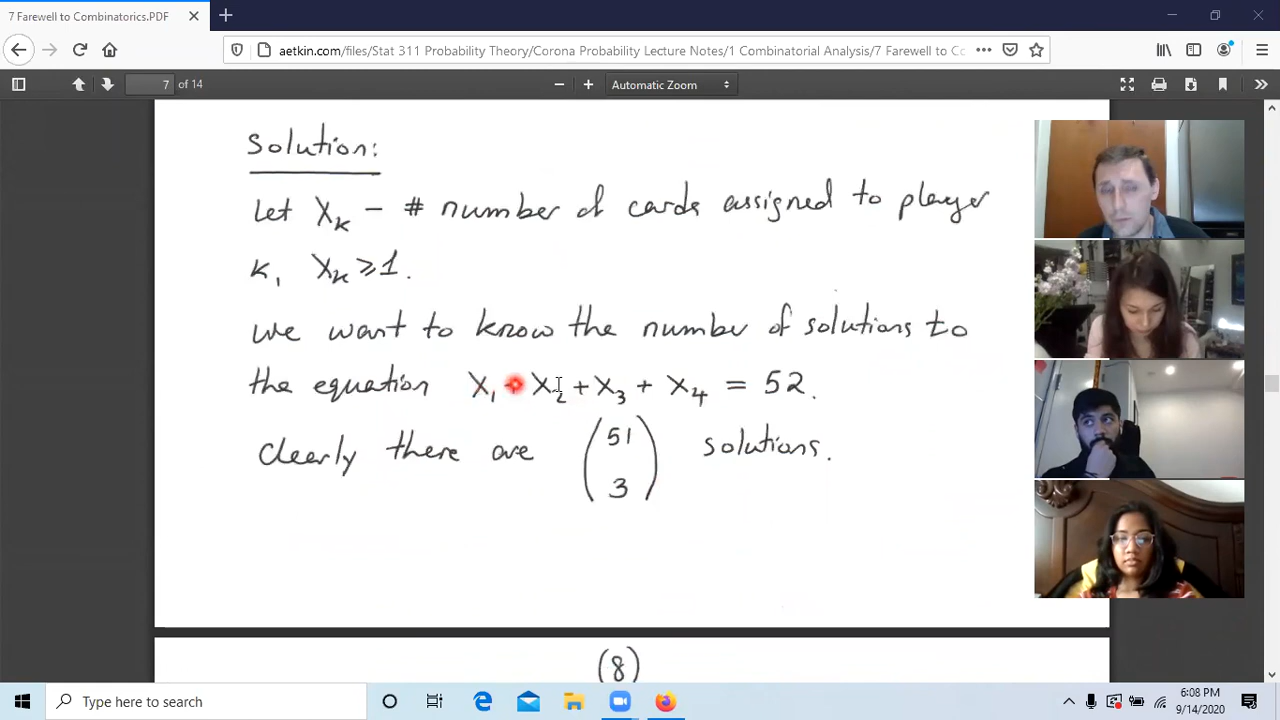 7 Farewell to Combinatorics.PDF
aetkin.com/files/Stat 311 Probability Theory/Corona Probability Lecture Notes/1 Combinatorial Analysis/7 Farewell to Co
7 of 14
Automatic Zoom
Solution:
Let Xk - # number of cards assigned to player
k, Xk ≥ 1.
we want to know the number of solutions to
the equation X1 + X2 + X3 + X4 = 52.
Clearly there are (51 3) solutions.
(8)
Type here to search
6:08 PM
9/14/2020